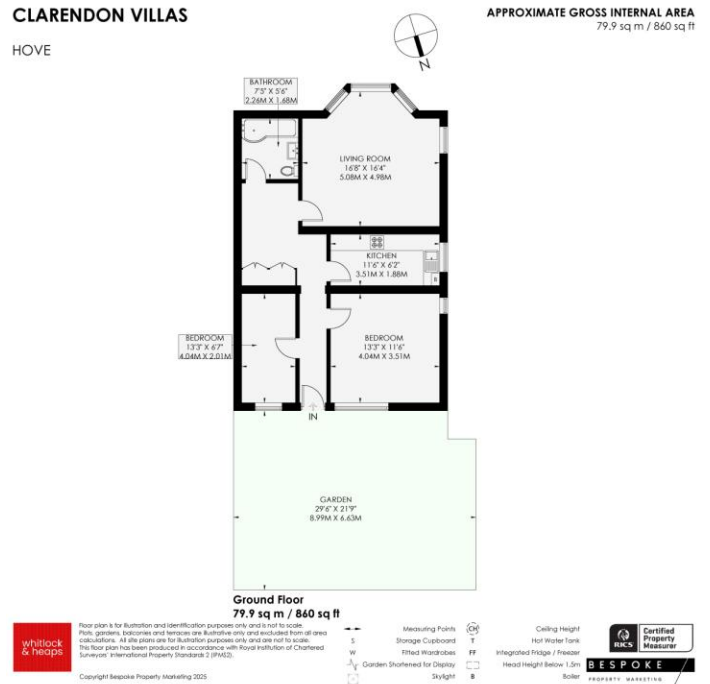 CLARENDON VILLAS
HOVE
APPROXIMATE GROSS INTERNAL AREA
79.9 sq m / 860 sq ft
N
BATHROOM
7'5" X 5'6"
2.26M X 1.68M
LIVING ROOM
16'8" X 16'4"
5.08M X 4.98M
KITCHEN
11'6" X 6'2"
3.51M X 1.88M
B
BEDROOM
13'3" X 6'7"
4.04M X 2.01M
BEDROOM
13'3" X 11'6"
4.04M X 3.51M
IN
GARDEN
29'6" X 21'9"
8.99M X 6.63M
Ground Floor
79.9 sq m / 860 sq ft
whitlock
& heaps
Floor plan is for illustration and identification purposes only and is not to scale.
Plots, gardens, balconies and terraces are illustrative only and excluded from all area
calculations. All site plans are for illustration purposes only and are not to scale.
This floor plan has been produced in accordance with Royal Institution of Chartered
Surveyors' International Property Standards 2 (IPMS2).
Copyright Bespoke Property Marketing 2025
Measuring Points
S Storage Cupboard
W Fitted Wardrobes
Garden Shortened for Display
Skylight
CH Ceiling Height
T Hot Water Tank
FF Integrated Fridge / Freezer
Head Height Below 1.5m
B Boiler
RICS
Certified
Property
Measurer
BESPOKE
PROPERTY MARKETING